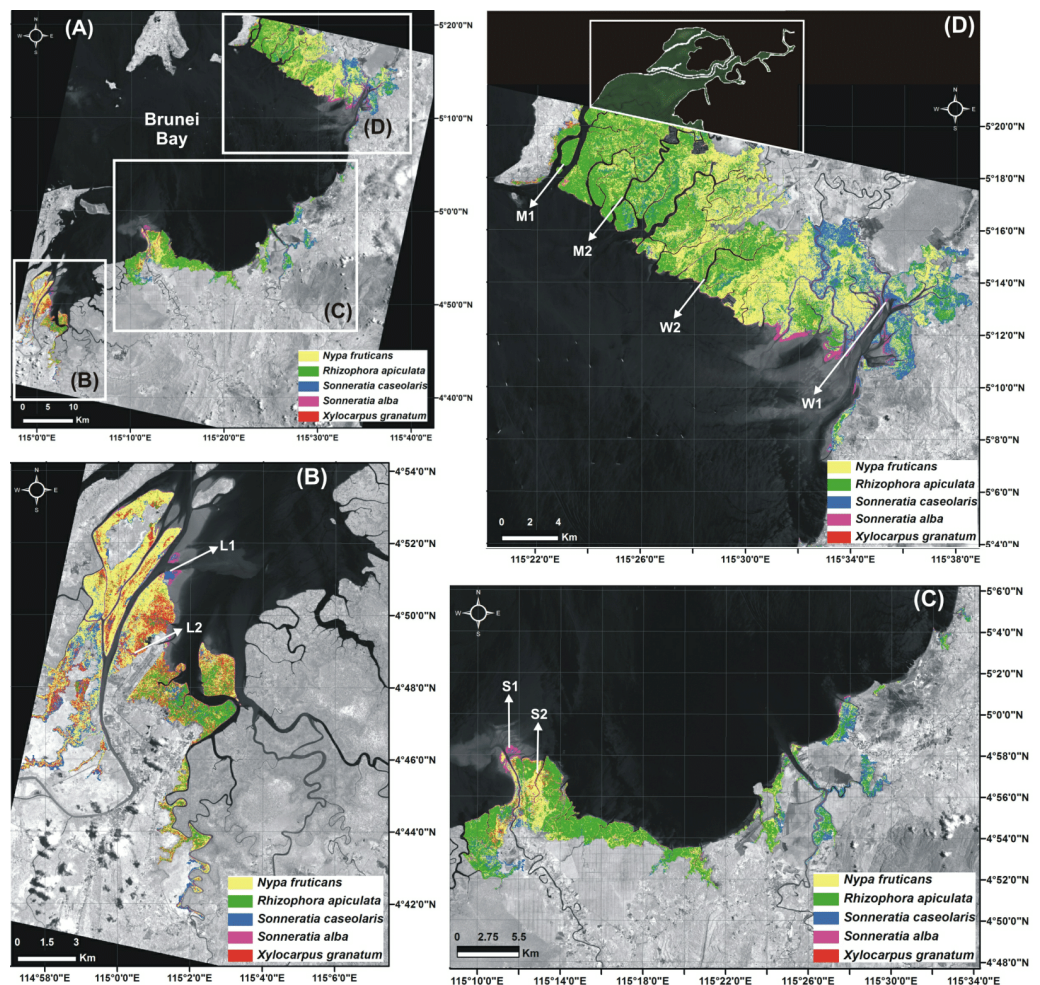 (A)
N
W
E
S
Brunei
Bay
(D)
(C)
(B)
Nypa fruticans
Rhizophora apiculata
Sonneratia caseolaris
Sonneratia alba
Xylocarpus granatum
0 5 10
Km
5°20'0"N
5°10'0"N
5°0'0"N
4°50'0"N
4°40'0"N
115°0'0"E 115°10'0"E 115°20'0"E 115°30'0"E 115°40'0"E
(D)
N
W
E
S
M1
M2
W2
W1
Nypa fruticans
Rhizophora apiculata
Sonneratia caseolaris
Sonneratia alba
Xylocarpus granatum
0 2 4
Km
5°20'0"N
5°18'0"N
5°16'0"N
5°14'0"N
5°12'0"N
5°10'0"N
5°8'0"N
5°6'0"N
5°4'0"N
115°22'0"E 115°26'0"E 115°30'0"E 115°34'0"E 115°38'0"E
(B)
N
W
E
S
L1
L2
Nypa fruticans
Rhizophora apiculata
Sonneratia caseolaris
Sonneratia alba
Xylocarpus granatum
0 1.5 3
Km
4°54'0"N
4°52'0"N
4°50'0"N
4°48'0"N
4°46'0"N
4°44'0"N
4°42'0"N
114°58'0"E 115°0'0"E 115°2'0"E 115°4'0"E 115°6'0"E
(C)
N
W
E
S
S1
S2
Nypa fruticans
Rhizophora apiculata
Sonneratia caseolaris
Sonneratia alba
Xylocarpus granatum
0 2.75 5.5
Km
5°6'0"N
5°4'0"N
5°2'0"N
5°0'0"N
4°58'0"N
4°56'0"N
4°54'0"N
4°52'0"N
4°50'0"N
4°48'0"N
115°10'0"E 115°14'0"E 115°18'0"E 115°22'0"E 115°26'0"E 115°30'0"E 115°34'0"E